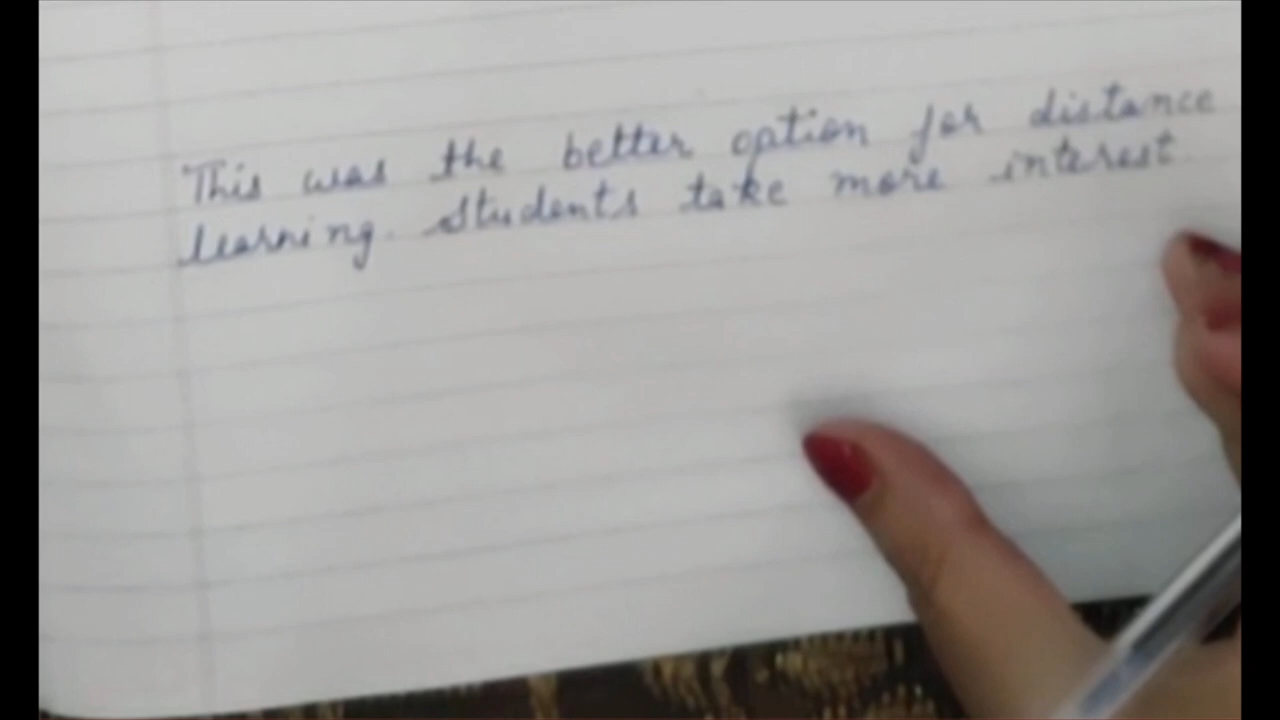 This was the better option for distance
learning. Students take more interest